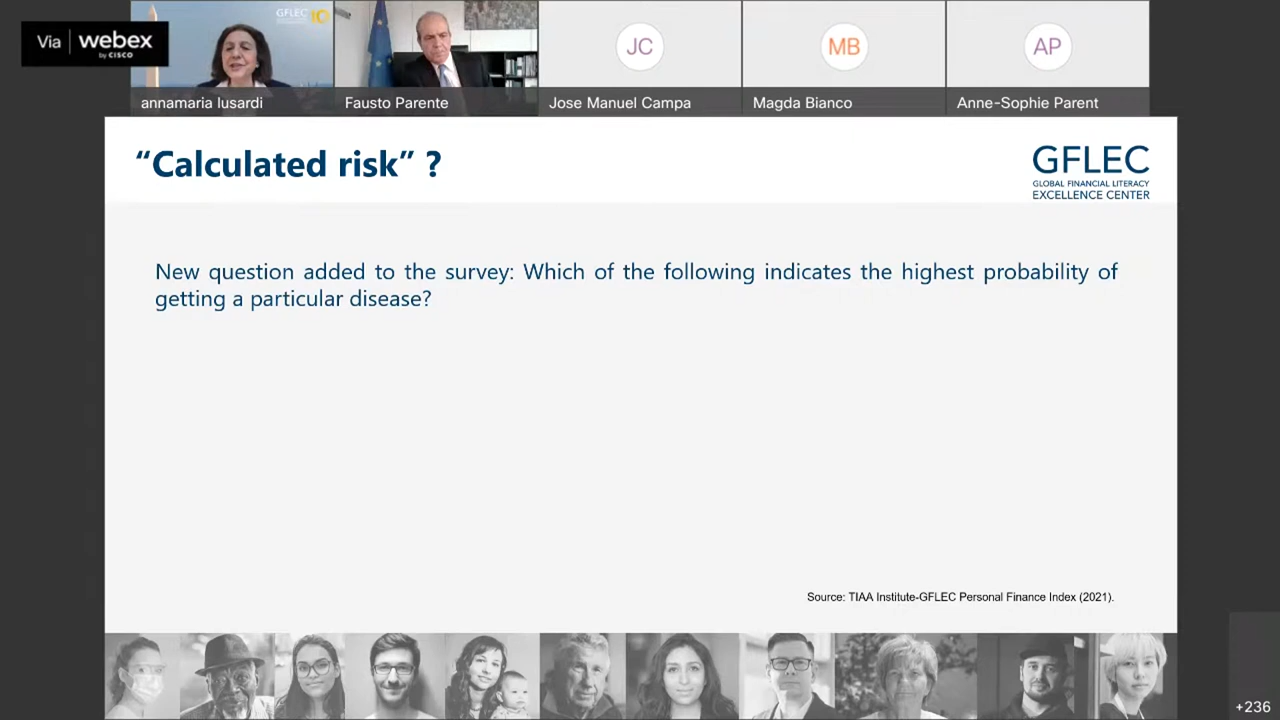 Via | webex
by CISCO
GFLEC 10
annamaria lusardi
Fausto Parente
JC
Jose Manuel Campa
MB
Magda Bianco
AP
Anne-Sophie Parent
“Calculated risk” ?
GFLEC
GLOBAL FINANCIAL LITERACY
EXCELLENCE CENTER
New question added to the survey: Which of the following indicates the highest probability of
getting a particular disease?
Source: TIAA Institute-GFLEC Personal Finance Index (2021).
+236